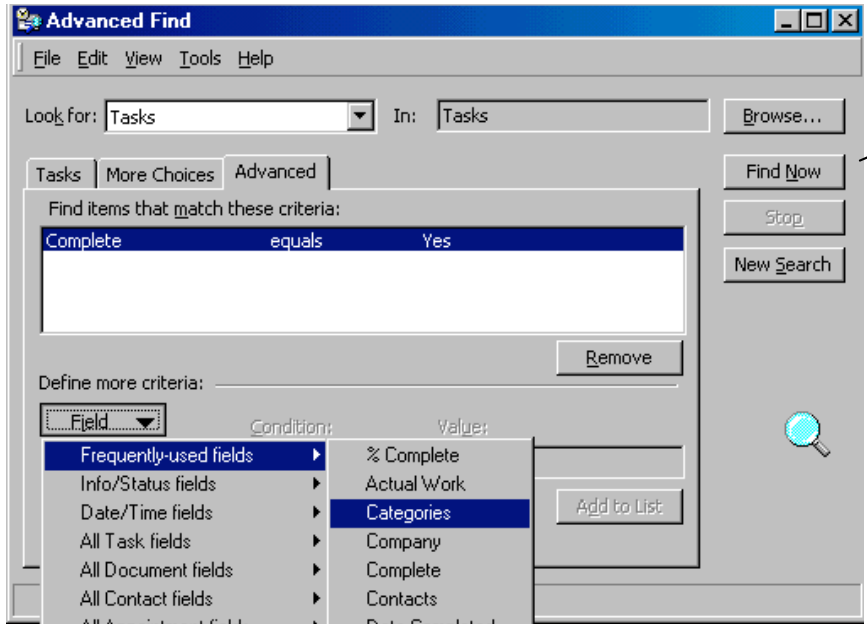 Advanced Find
File Edit View Tools Help
Look for: Tasks In: Tasks Browse...
Tasks More Choices Advanced Find Now
Find items that match these criteria: Stop
Complete equals Yes
New Search
Remove
Define more criteria:
Field... Condition: Value:
Frequently-used fields % Complete
Info/Status fields Actual Work
Date/Time fields Categories Add to List
All Task fields Company
All Document fields Complete
All Contact fields Contacts